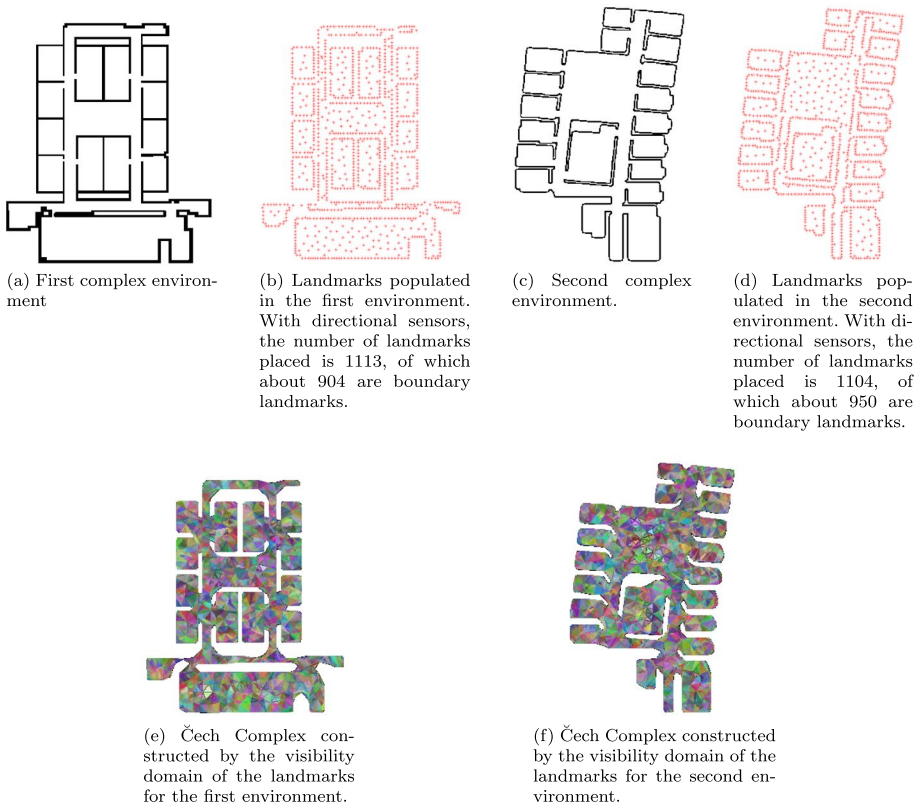 (a) First complex environ-
ment
(b) Landmarks populated
in the first environment.
With directional sensors,
the number of landmarks
placed is 1113, of which
about 904 are boundary
landmarks.
(c) Second complex
environment.
(d) Landmarks pop-
ulated in the second
environment. With di-
rectional sensors, the
number of landmarks
placed is 1104, of
which about 950 are
boundary landmarks.
(e) C̆ech Complex con-
structed by the visibility
domain of the landmarks
for the first environment.
(f) C̆ech Complex constructed
by the visibility domain of the
landmarks for the second en-
vironment.